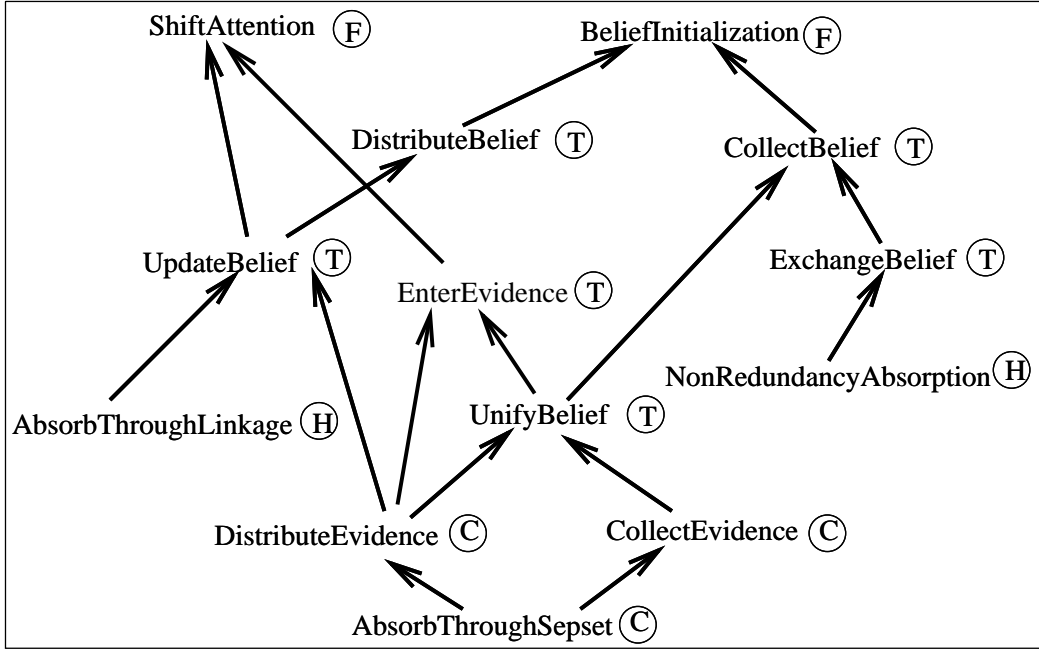 ShiftAttention F
BeliefInitialization F
DistributeBelief T
CollectBelief T
UpdateBelief T
ExchangeBelief T
EnterEvidence T
NonRedundancyAbsorption H
AbsorbThroughLinkage H
UnifyBelief T
DistributeEvidence C
CollectEvidence C
AbsorbThroughSepset C